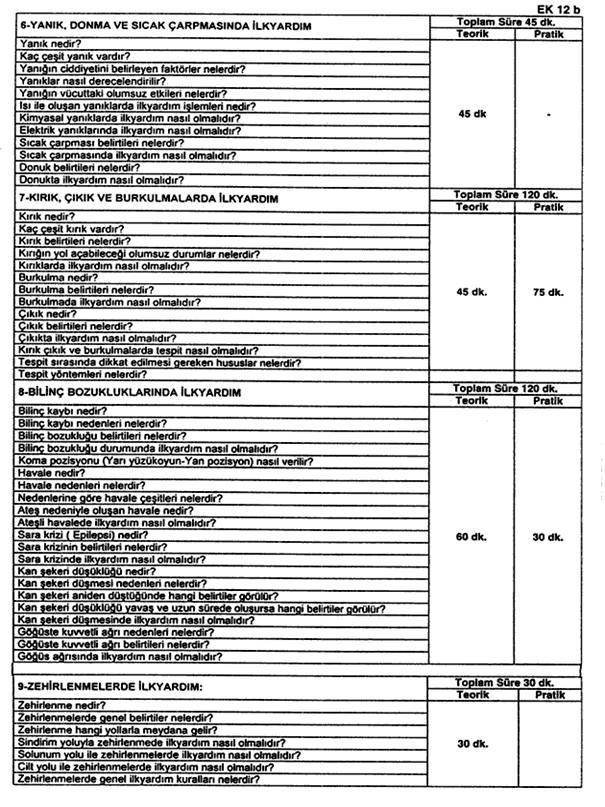 EK 12 b
6-YANIK, DONMA VE SICAK ÇARPMASINDA İLKYARDIM
Toplam Süre 45 dk.
Teorik Pratik
Yanık nedir?
Kaç çeşit yanık vardır?
Yanığın ciddiyetini belirleyen faktörler nelerdir?
Yanıklar nasıl derecelendirilir?
Yanığın vücuttaki olumsuz etkileri nelerdir?
Isı ile oluşan yanıklarda ilkyardım işlemleri nedir?
Kimyasal yanıklarda ilkyardım nasıl olmalıdır?
45 dk -
Elektrik yanıklarında ilkyardım nasıl olmalıdır?
Sıcak çarpması belirtileri nelerdir?
Sıcak çarpmasında ilkyardım nasıl olmalıdır?
Donuk belirtileri nelerdir?
Donukta ilkyardım nasıl olmalıdır?
7-KIRIK, ÇIKIK VE BURKULMALARDA İLKYARDIM
Toplam Süre 120 dk.
Teorik Pratik
Kırık nedir?
Kaç çeşit kırık vardır?
Kırık belirtileri nelerdir?
Kırığın yol açabileceği olumsuz durumlar nelerdir?
Kırıklarda ilkyardım nasıl olmalıdır?
Burkulma nedir?
Burkulma belirtileri nelerdir?
45 dk. 75 dk.
Burkulmada ilkyardım nasıl olmalıdır?
Çıkık nedir?
Çıkık belirtileri nelerdir?
Çıkıkta ilkyardım nasıl olmalıdır?
Kırık çıkık ve burkulmalarda tespit nasıl olmalıdır?
Tespit sırasında dikkat edilmesi gereken hususlar nelerdir?
Tespit yöntemleri nelerdir?
8-BİLİNÇ BOZUKLUKLARINDA İLKYARDIM
Toplam Süre 120 dk.
Teorik Pratik
Bilinç kaybı nedir?
Bilinç kaybı nedenleri nelerdir?
Bilinç bozukluğu belirtileri nelerdir?
Bilinç bozukluğu durumunda ilkyardım nasıl olmalıdır?
Koma pozisyonu (Yarı yüzükoyun-Yan pozisyon) nasıl verilir?
Havale nedir?
Havale nedenleri nelerdir?
Nedenlerine göre havale çeşitleri nelerdir?
Ateş nedeniyle oluşan havale nedir?
Ateşli havalede ilkyardım nasıl olmalıdır?
Sara krizi ( Epilepsi) nedir?
60 dk. 30 dk.
Sara krizinin belirtileri nelerdir?
Sara krizinde ilkyardım nasıl olmalıdır?
Kan şekeri düşüklüğü nedir?
Kan şekeri düşmesi nedenleri nelerdir?
Kan şekeri aniden düştüğünde hangi belirtiler görülür?
Kan şekeri düşüklüğü yavaş ve uzun sürede oluşursa hangi belirtiler görülür?
Kan şekeri düşmesinde ilkyardım nasıl olmalıdır?
Göğüste kuvvetli ağrı nedenleri nelerdir?
Göğüste kuvvetli ağrı belirtileri nelerdir?
Göğüs ağrısında ilkyardım nasıl olmalıdır?
9-ZEHİRLENMELERDE İLKYARDIM:
Toplam Süre 30 dk.
Teorik Pratik
Zehirlenme nedir?
Zehirlenmelerde genel belirtiler nelerdir?
Zehirlenme hangi yollarla meydana gelir?
Sindirim yoluyla zehirlenmede ilkyardım nasıl olmalıdır?
30 dk.
Solunum yolu ile zehirlenmelerde ilkyardım nasıl olmalıdır?
Cilt yolu ile zehirlenmelerde ilkyardım nasıl olmalıdır?
Zehirlenmelerde genel ilkyardım kuralları nelerdir?